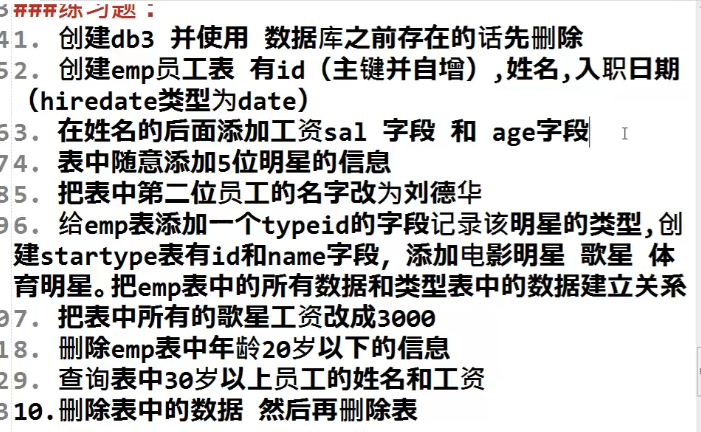 3 ###练习题：
41. 创建db3 并使用 数据库之前存在的话先删除
52. 创建emp员工表 有id（主键并自增）,姓名,入职日期
（hiredate类型为date）
63. 在姓名的后面添加工资sal 字段 和 age字段
74. 表中随意添加5位明星的信息
85. 把表中第二位员工的名字改为刘德华
96. 给emp表添加一个typeid的字段记录该明星的类型,创
建startype表有id和name字段, 添加电影明星 歌星 体
育明星。把emp表中的所有数据和类型表中的数据建立关系
07. 把表中所有的歌星工资改成3000
18. 删除emp表中年龄20岁以下的信息
29. 查询表中30岁以上员工的姓名和工资
310.删除表中的数据 然后再删除表